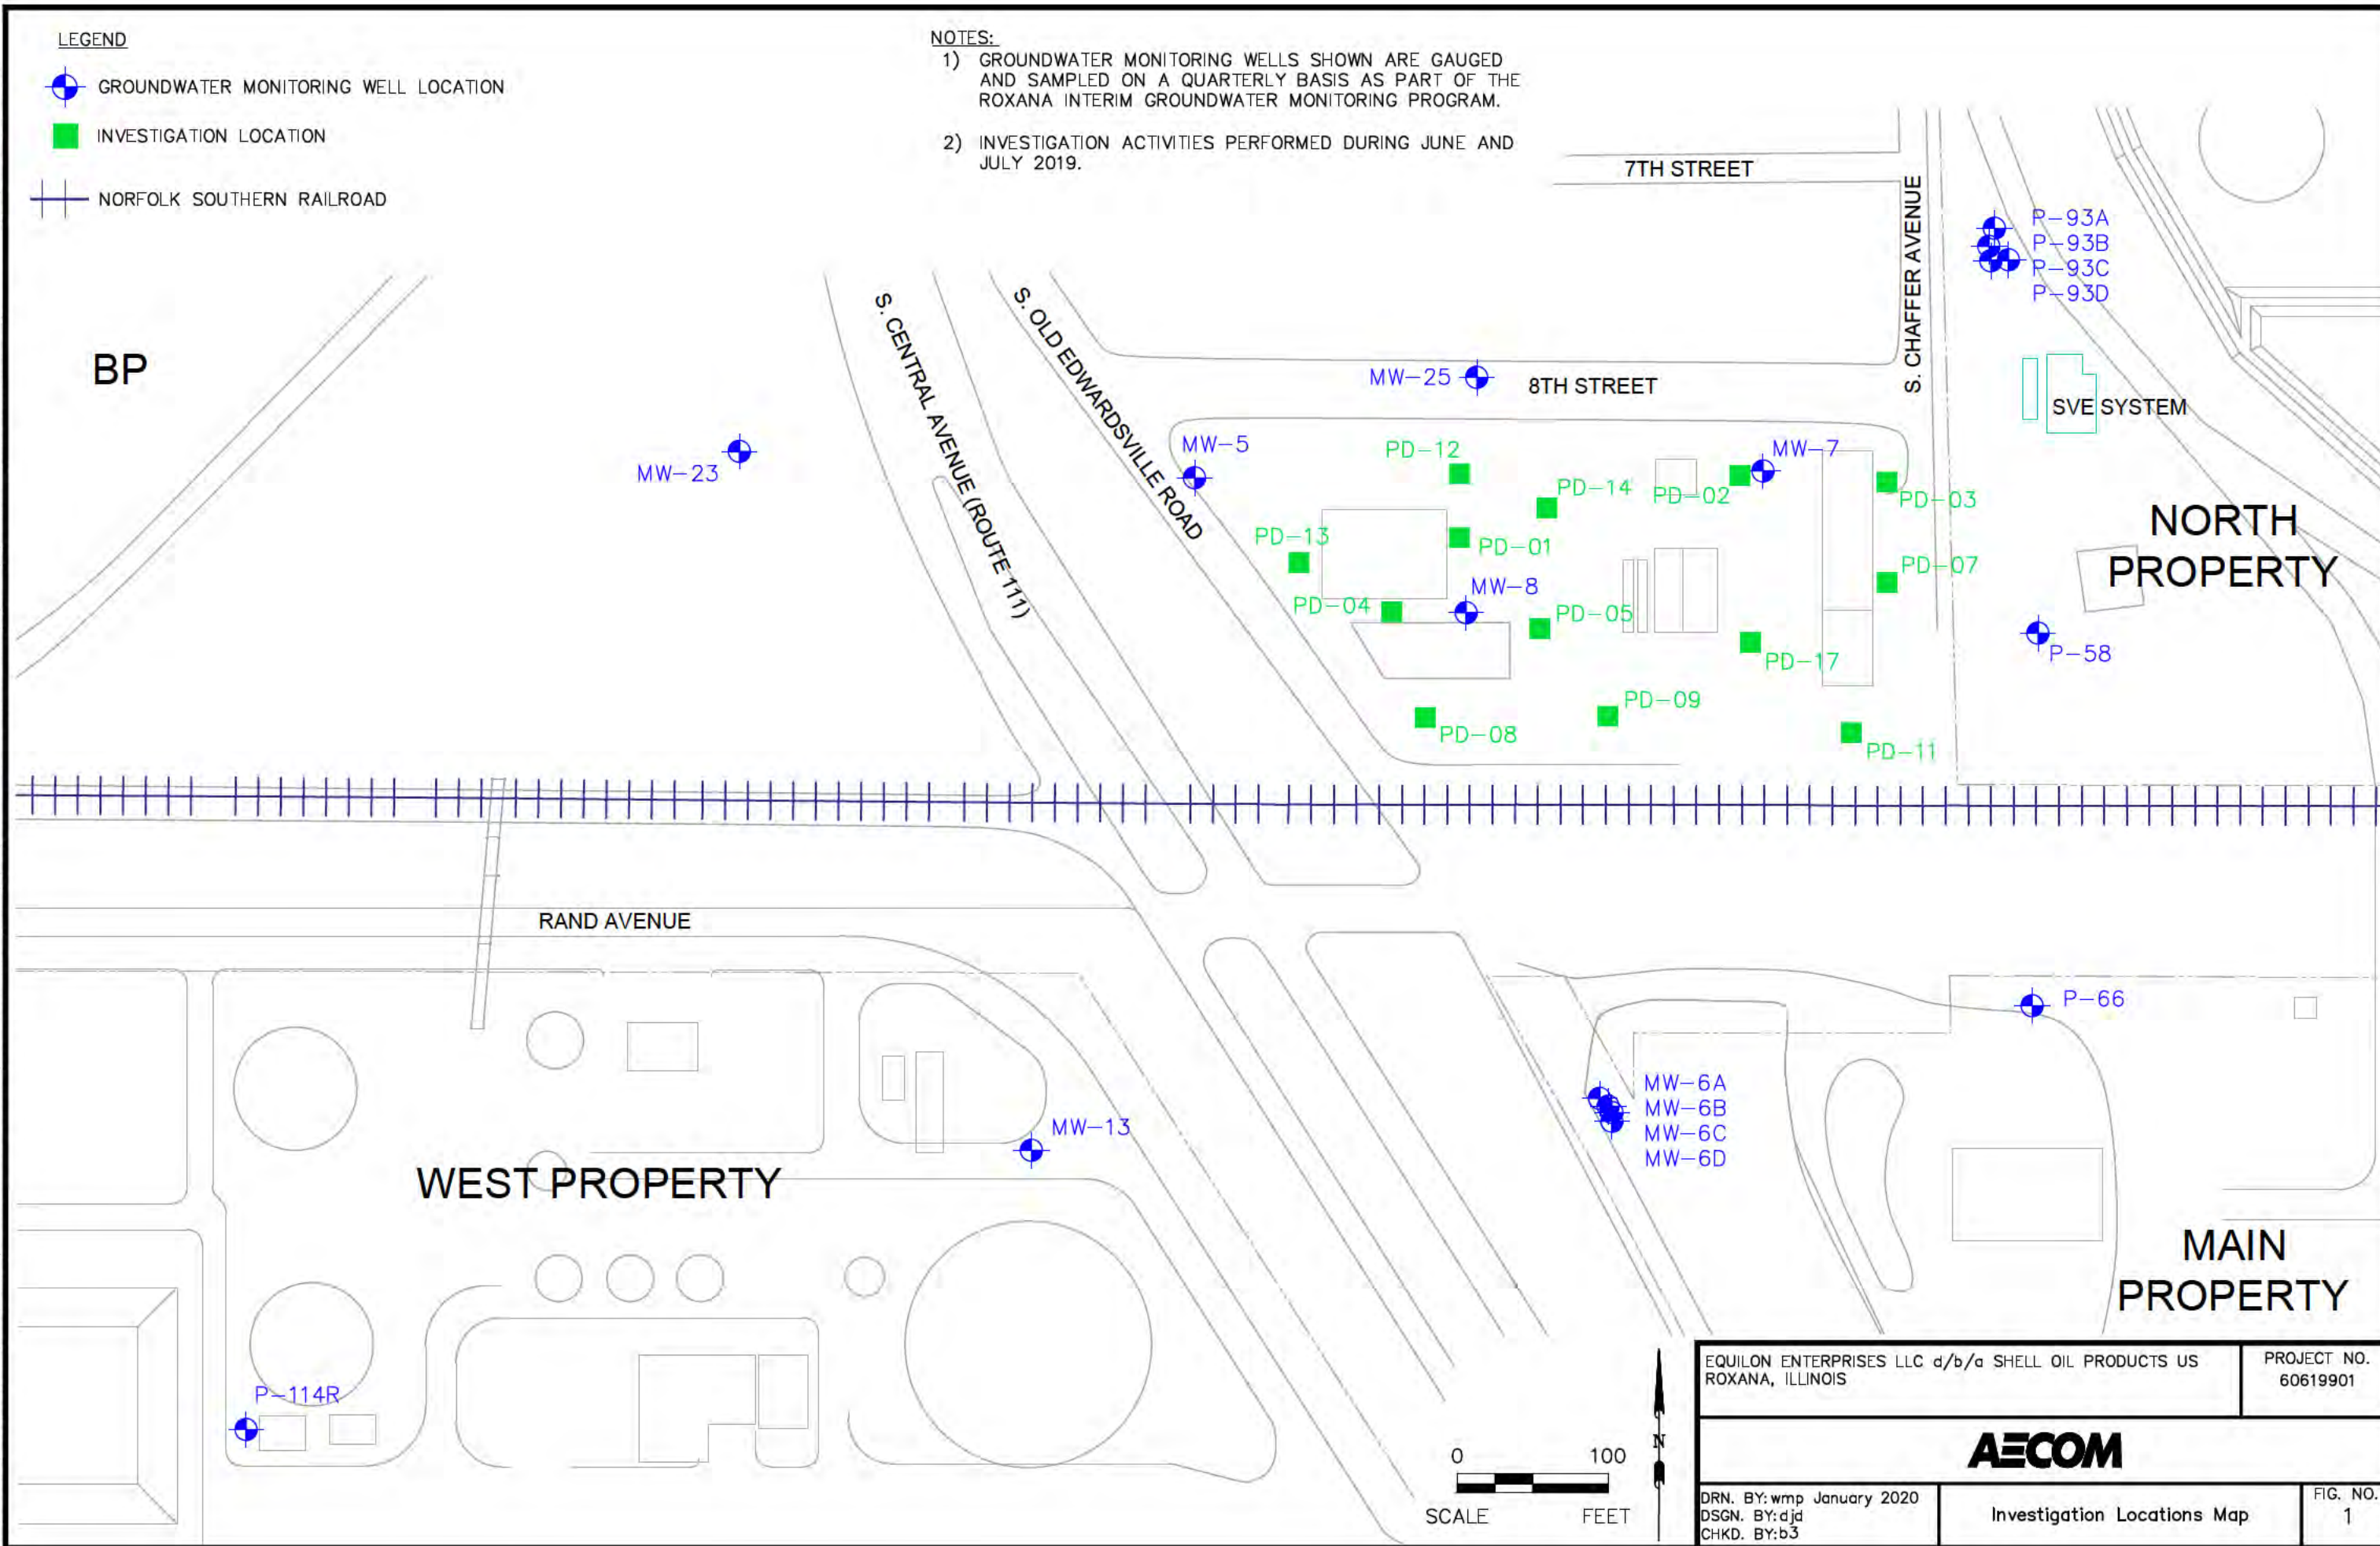 LEGEND
GROUNDWATER MONITORING WELL LOCATION
INVESTIGATION LOCATION
NORFOLK SOUTHERN RAILROAD
NOTES:
1) GROUNDWATER MONITORING WELLS SHOWN ARE GAUGED
AND SAMPLED ON A QUARTERLY BASIS AS PART OF THE
ROXANA INTERIM GROUNDWATER MONITORING PROGRAM.
2) INVESTIGATION ACTIVITIES PERFORMED DURING JUNE AND
JULY 2019.
7TH STREET
S. CHAFFER AVENUE
P-93A
P-93B
P-93C
P-93D
BP
S. CENTRAL AVENUE (ROUTE 111)
S. OLD EDWARDSVILLE ROAD
MW-25
8TH STREET
SVE SYSTEM
MW-23
MW-5
PD-12
MW-7
PD-14
PD-02
PD-03
NORTH
PROPERTY
PD-13
PD-01
PD-07
MW-8
PD-04
PD-05
P-58
PD-17
PD-09
PD-08
PD-11
RAND AVENUE
P-66
MW-6A
MW-6B
MW-6C
MW-6D
MW-13
WEST PROPERTY
MAIN
PROPERTY
P-114R
0 100
SCALE FEET
N
EQUILON ENTERPRISES LLC d/b/a SHELL OIL PRODUCTS US
ROXANA, ILLINOIS
PROJECT NO.
60619901
AECOM
DRN. BY: wmp January 2020
DSGN. BY: djd
CHKD. BY: b3
Investigation Locations Map
FIG. NO.
1